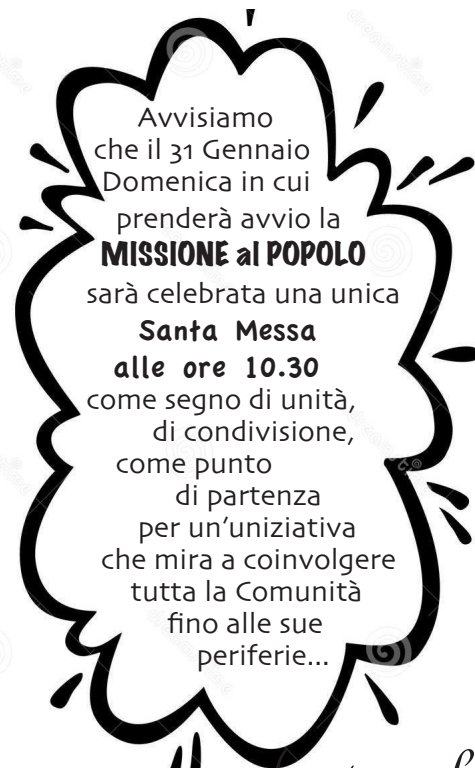 Avvisiamo
che il 31 Gennaio
Domenica in cui
prenderà avvio la
MISSIONE al POPOLO
sarà celebrata una unica
Santa Messa
alle ore 10.30
come segno di unità,
di condivisione,
come punto
di partenza
per un'uniziativa
che mira a coinvolgere
tutta la Comunità
fino alle sue
periferie...